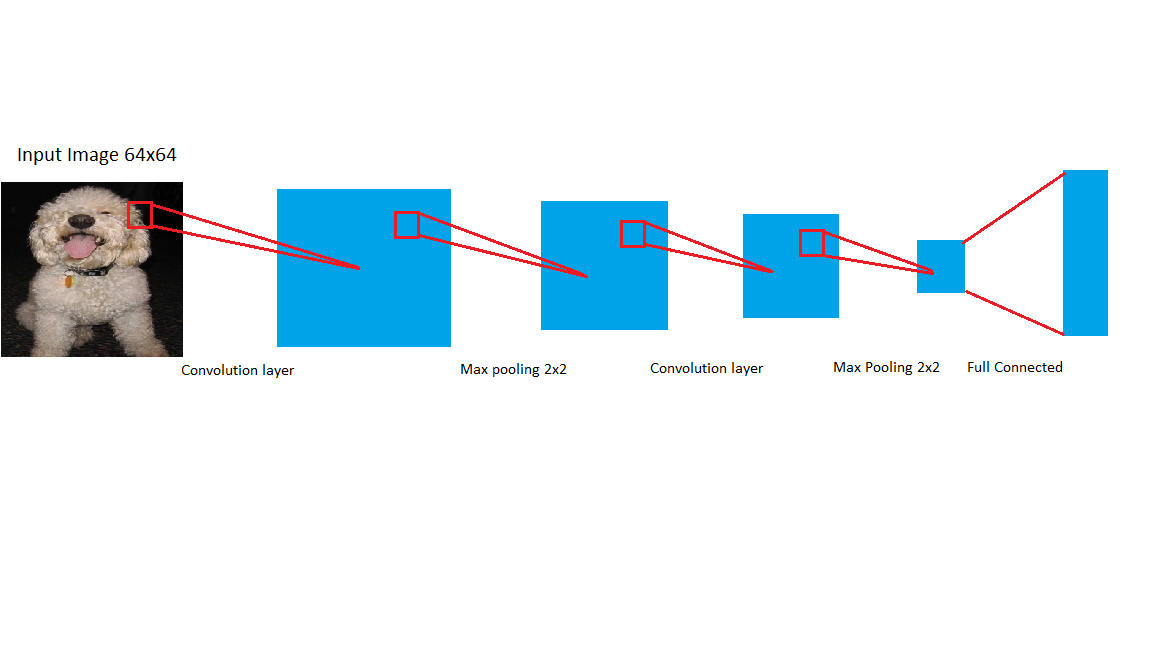 Input Image 64x64
Convolution layer
Max pooling 2x2
Convolution layer
Max Pooling 2x2
Full Connected